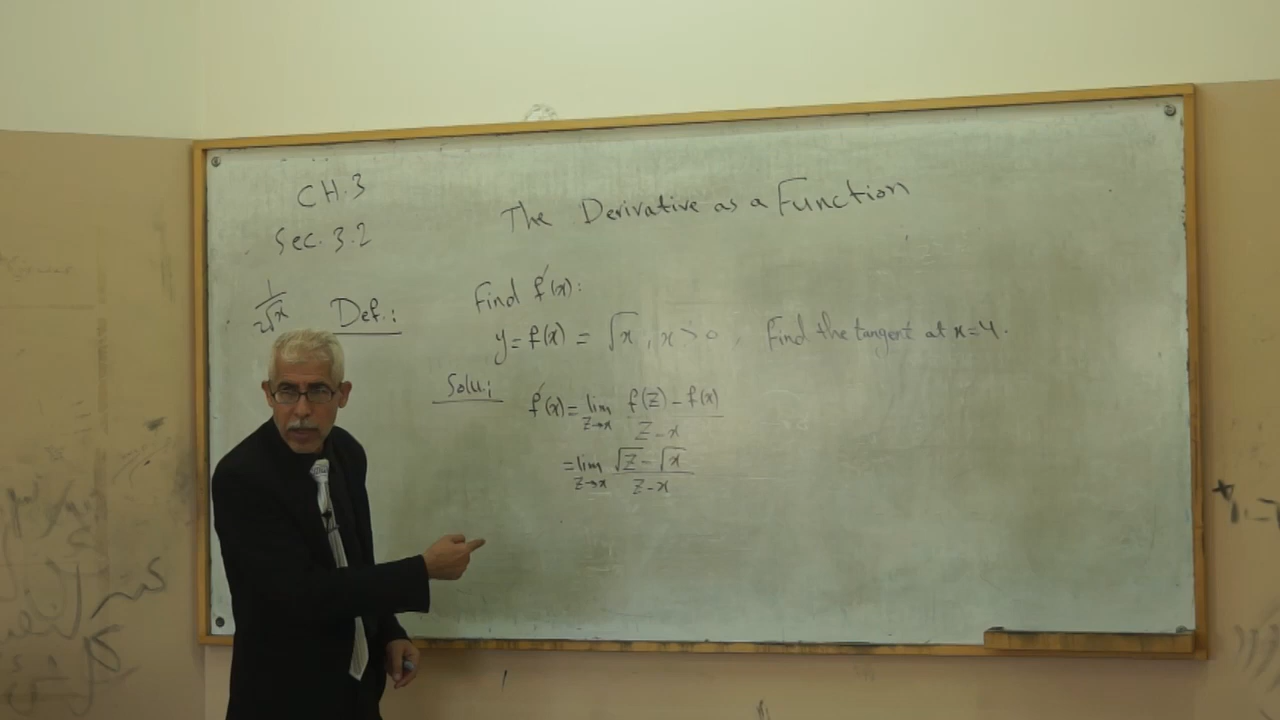 CH.3
The Derivative as a Function
Sec. 3.2
1/√x Def.:
Find f′(x):
y = f(x) = √x, x > 0. Find the tangent at x=4.
Solu:
f′(x) = lim z→x (f(z) - f(x))/(z - x)
= lim z→x (√z - √x)/(z - x)